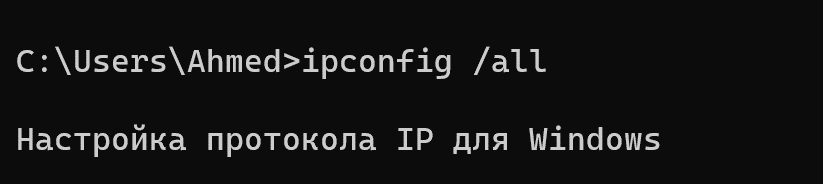 C:\Users\Ahmed>ipconfig /all
Настройка протокола IP для Windows